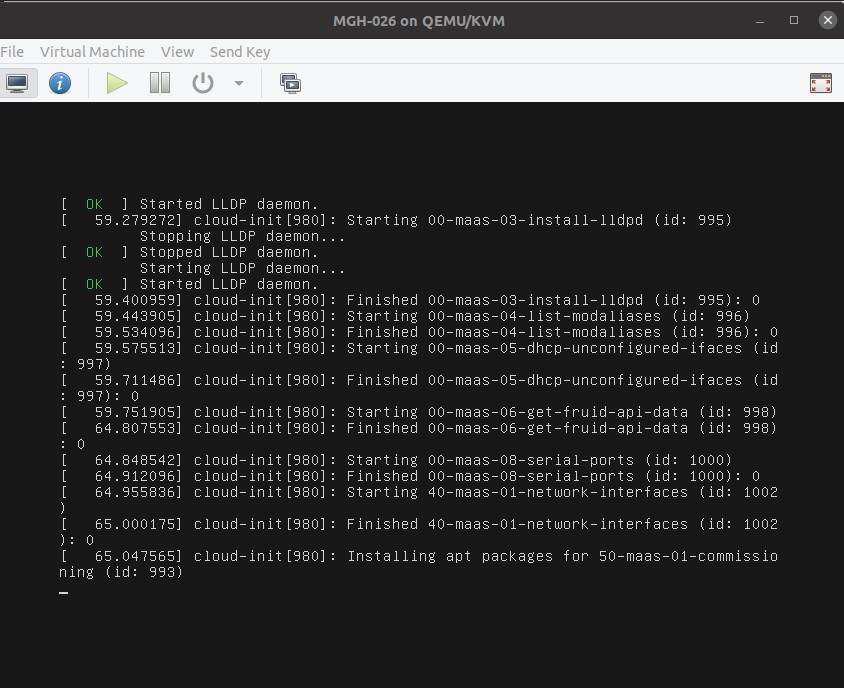 MGH-026 on QEMU/KVM
File Virtual Machine View Send Key
[  OK  ] Started LLDP daemon.
[   59.279272] cloud-init[980]: Starting 00-maas-03-install-lldpd (id: 995)
         Stopping LLDP daemon...
[  OK  ] Stopped LLDP daemon.
         Starting LLDP daemon...
[  OK  ] Started LLDP daemon.
[   59.400959] cloud-init[980]: Finished 00-maas-03-install-lldpd (id: 995): 0
[   59.443905] cloud-init[980]: Starting 00-maas-04-list-modaliases (id: 996)
[   59.534096] cloud-init[980]: Finished 00-maas-04-list-modaliases (id: 996): 0
[   59.575513] cloud-init[980]: Starting 00-maas-05-dhcp-unconfigured-ifaces (id
: 997)
[   59.711486] cloud-init[980]: Finished 00-maas-05-dhcp-unconfigured-ifaces (id
: 997): 0
[   59.751905] cloud-init[980]: Starting 00-maas-06-get-fruid-api-data (id: 998)
[   64.807553] cloud-init[980]: Finished 00-maas-06-get-fruid-api-data (id: 998)
: 0
[   64.848542] cloud-init[980]: Starting 00-maas-08-serial-ports (id: 1000)
[   64.912096] cloud-init[980]: Finished 00-maas-08-serial-ports (id: 1000): 0
[   64.955836] cloud-init[980]: Starting 40-maas-01-network-interfaces (id: 1002
)
[   65.000175] cloud-init[980]: Finished 40-maas-01-network-interfaces (id: 1002
): 0
[   65.047565] cloud-init[980]: Installing apt packages for 50-maas-01-commissio
ning (id: 993)